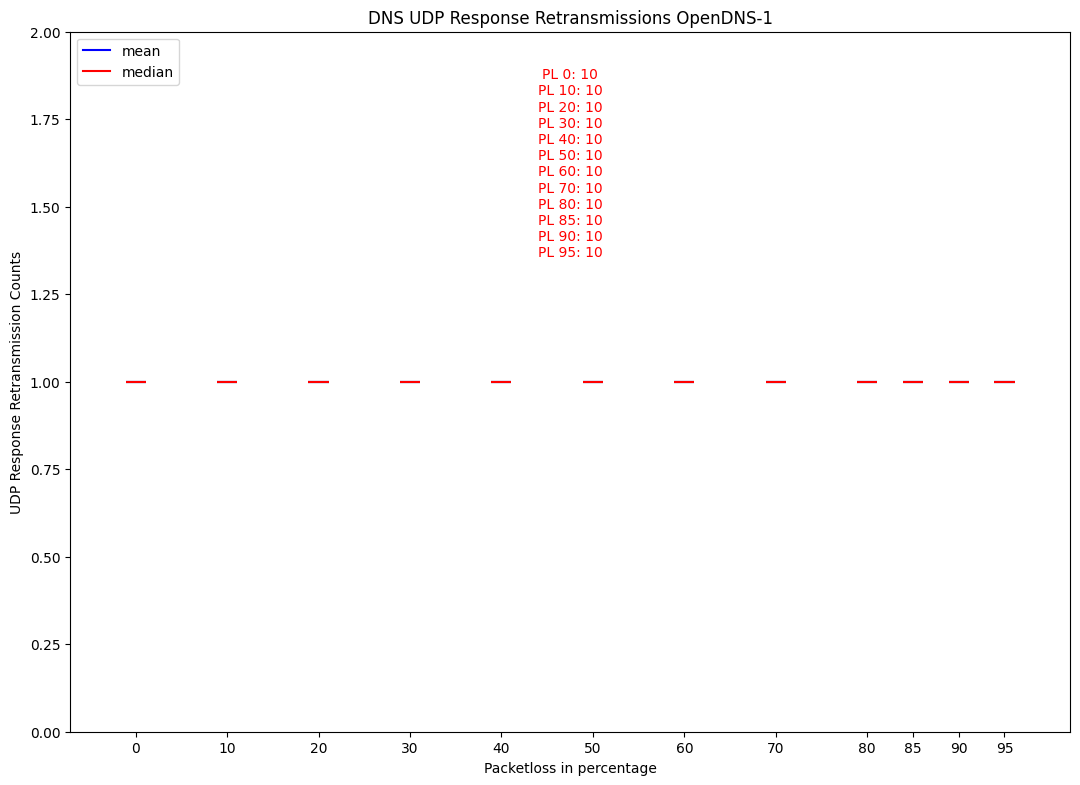 DNS UDP Response Retransmissions OpenDNS-1
mean
median
PL 0: 10
PL 10: 10
PL 20: 10
PL 30: 10
PL 40: 10
PL 50: 10
PL 60: 10
PL 70: 10
PL 80: 10
PL 85: 10
PL 90: 10
PL 95: 10
UDP Response Retransmission Counts
2.00
1.75
1.50
1.25
1.00
0.75
0.50
0.25
0.00
0 10 20 30 40 50 60 70 80 85 90 95
Packetloss in percentage